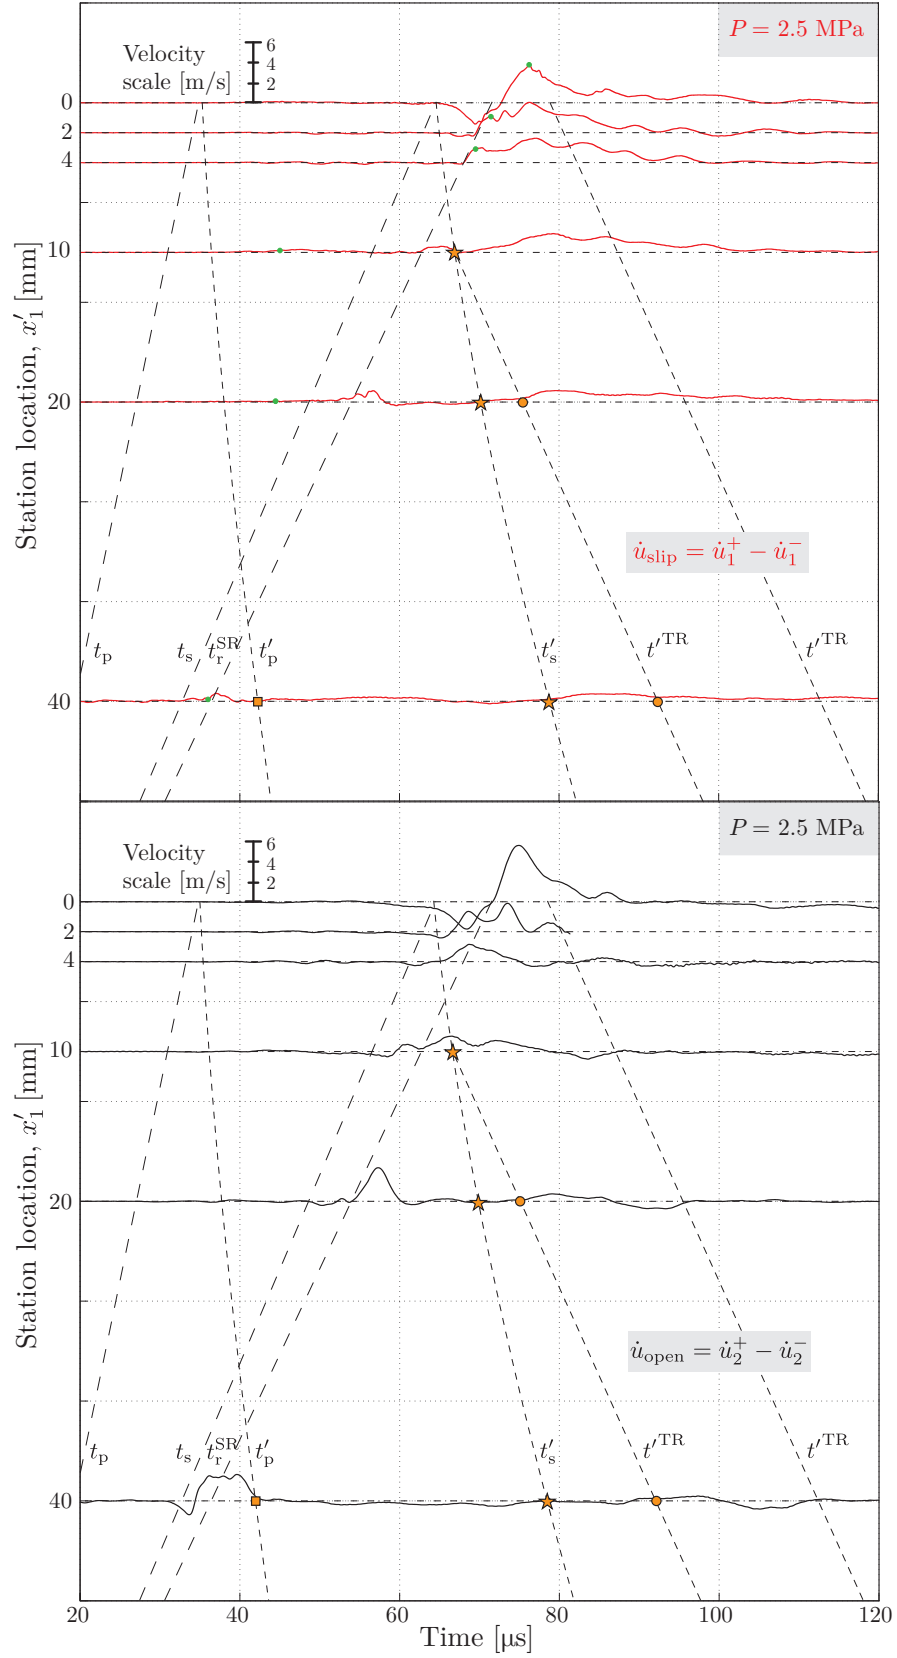 P = 2.5 MPa
Velocity
scale [m/s]
6
4
2
0
2
4
10
20
40
Station location, x′₁ [mm]
u̇slip = u̇₁⁺ − u̇₁⁻
tp
ts
trSR
t′p
t′s
t′TR
t′TR
P = 2.5 MPa
Velocity
scale [m/s]
6
4
2
0
2
4
10
20
40
Station location, x′₁ [mm]
u̇open = u̇₂⁺ − u̇₂⁻
tp
ts
trSR
t′p
t′s
t′TR
t′TR
20 40 60 80 100 120
Time [μs]